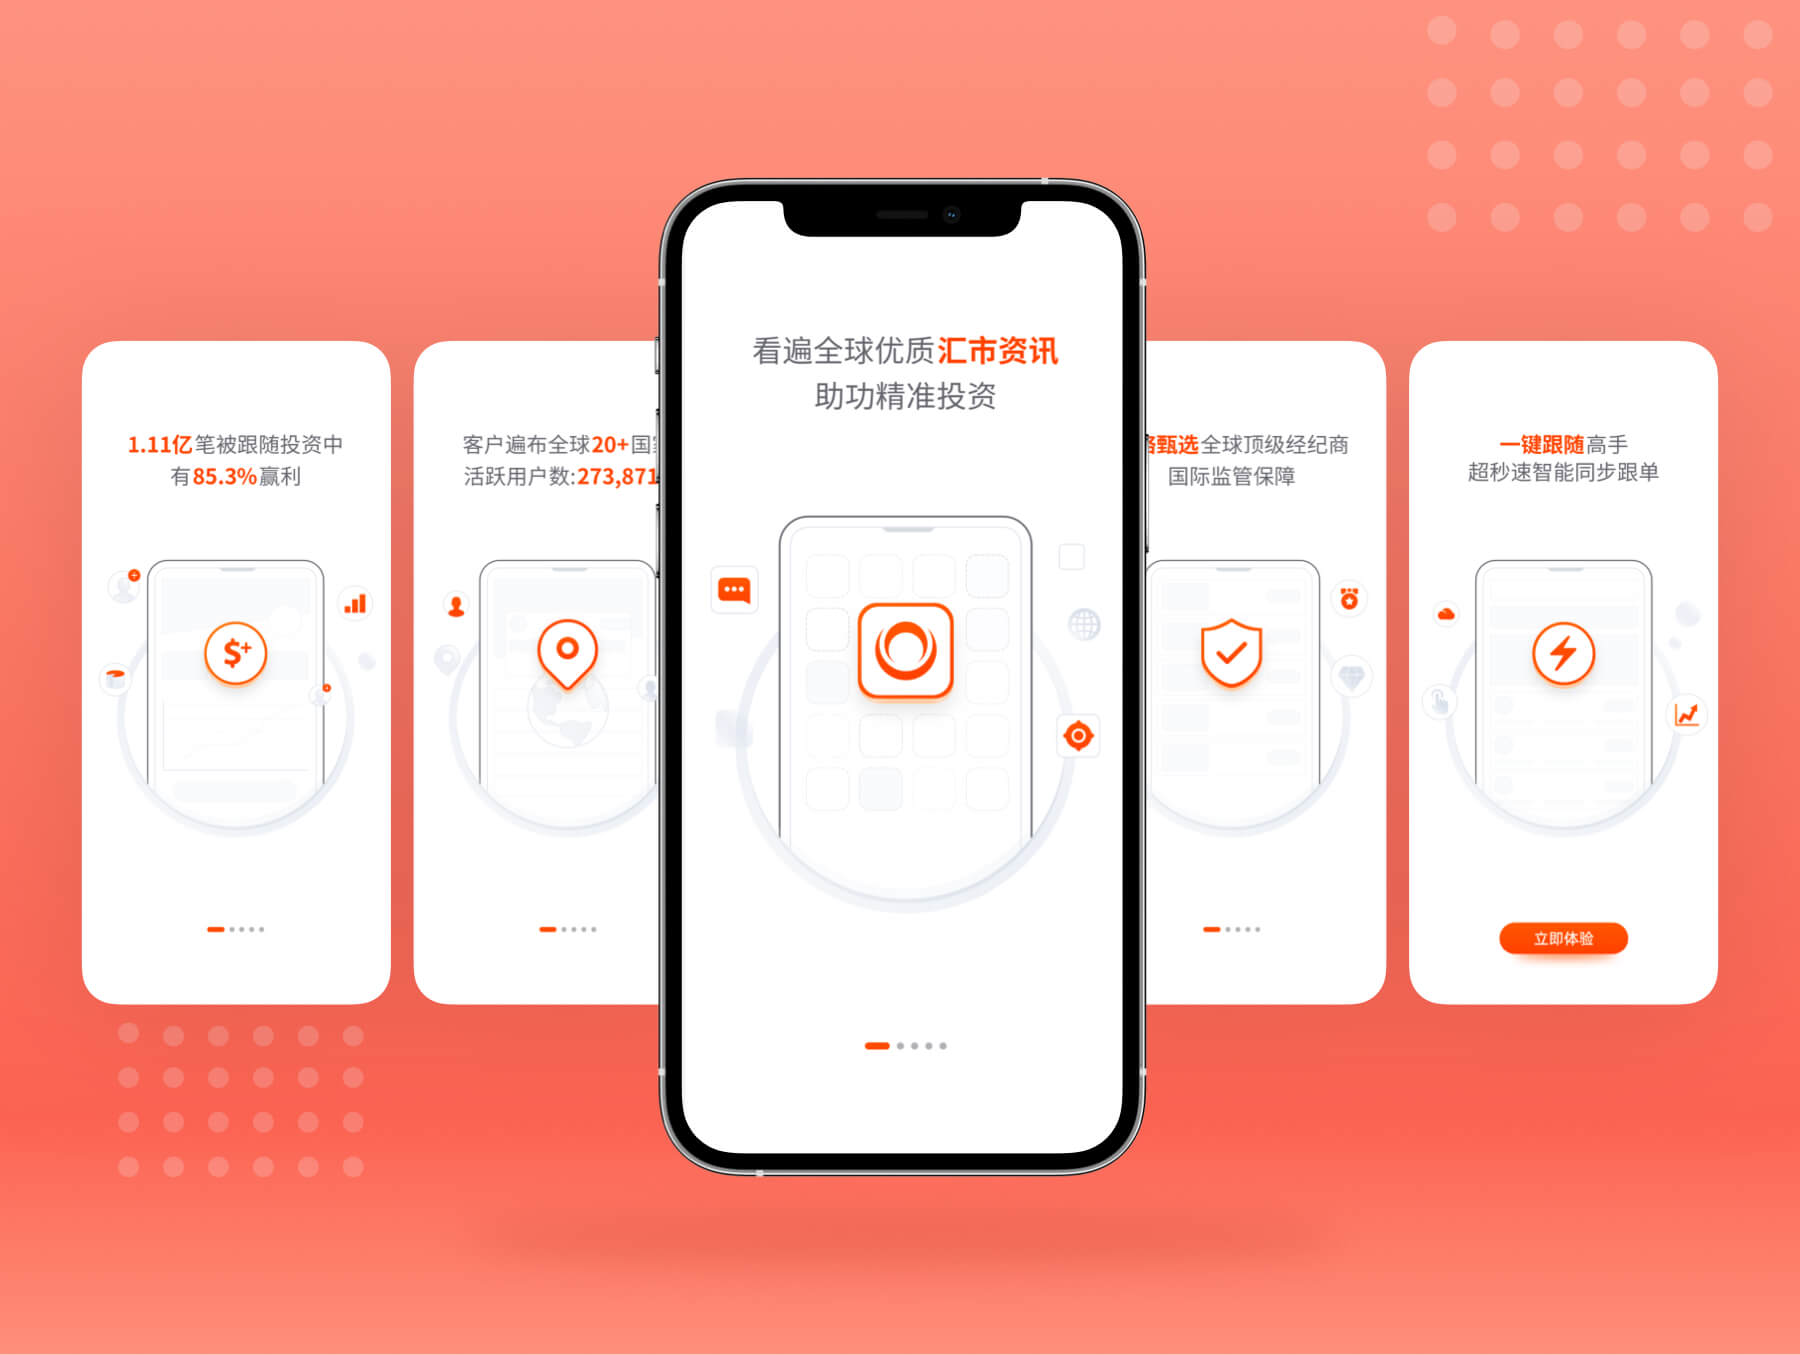 1.11亿笔被跟随投资中
有85.3%赢利
客户遍布全球20+国
活跃用户数:273,871
看遍全球优质汇市资讯
助功精准投资
甄选全球顶级经纪商
国际监管保障
一键跟随高手
超秒速智能同步跟单
立即体验